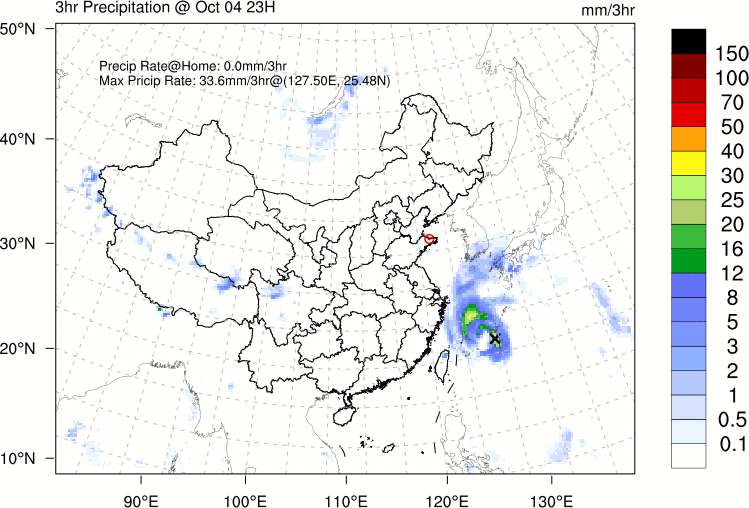 3hr Precipitation @ Oct 04 23H
mm/3hr
Precip Rate@Home: 0.0mm/3hr
Max Pricip Rate: 33.6mm/3hr@(127.50E, 25.48N)
50°N
40°N
30°N
20°N
10°N
90°E
100°E
110°E
120°E
130°E
150
100
70
50
40
30
25
20
16
12
8
5
3
2
1
0.5
0.1